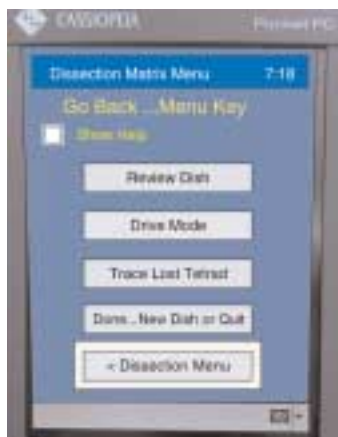 CASSIOPEIA Pocket PC
Dissection Matrix Menu 7:18
Go Back ...Menu Key
Show Help
Review Dish
Drive Mode
Trace Lost Tetrad
Done...New Dish or Quit
< Dissection Menu